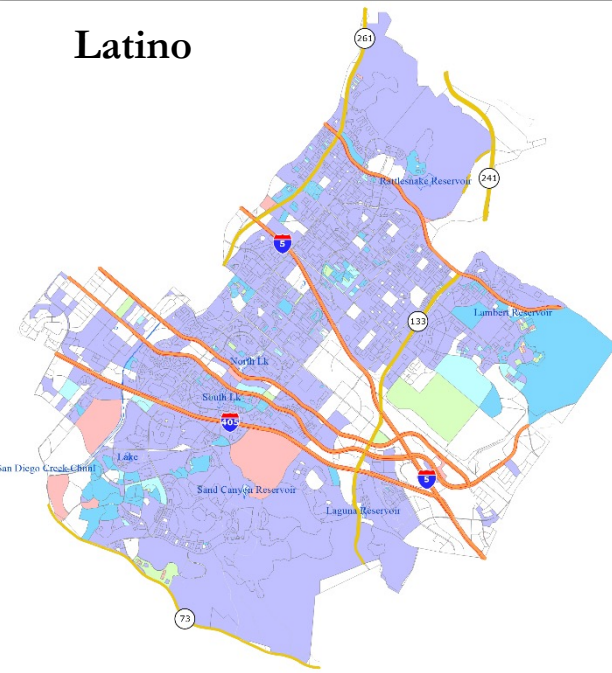 Latino
261
Rattlesnake Reservoir
241
5
Lambert Reservoir
133
North Lk
South Lk
405
Lake
San Diego Creek Chnnl
Sand Canyon Reservoir
5
Laguna Reservoir
73